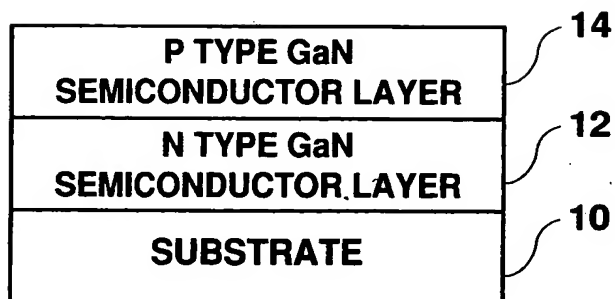 P TYPE GaN
SEMICONDUCTOR LAYER
14
N TYPE GaN
SEMICONDUCTOR LAYER
12
SUBSTRATE
10